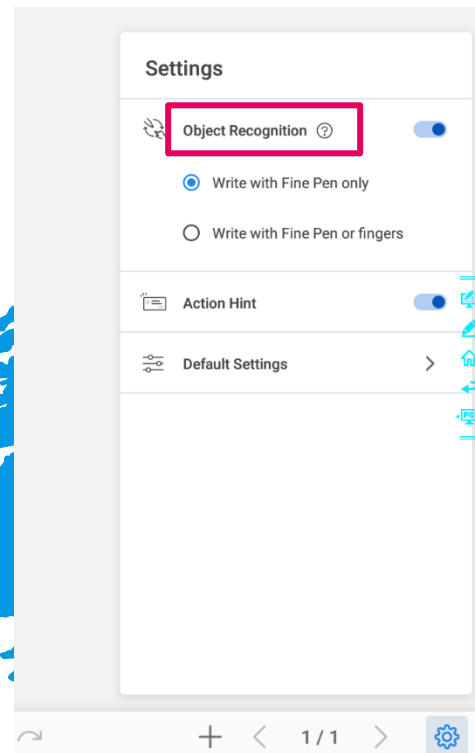 Settings
Object Recognition ?
Write with Fine Pen only
Write with Fine Pen or fingers
Action Hint
Default Settings
PC
1/1